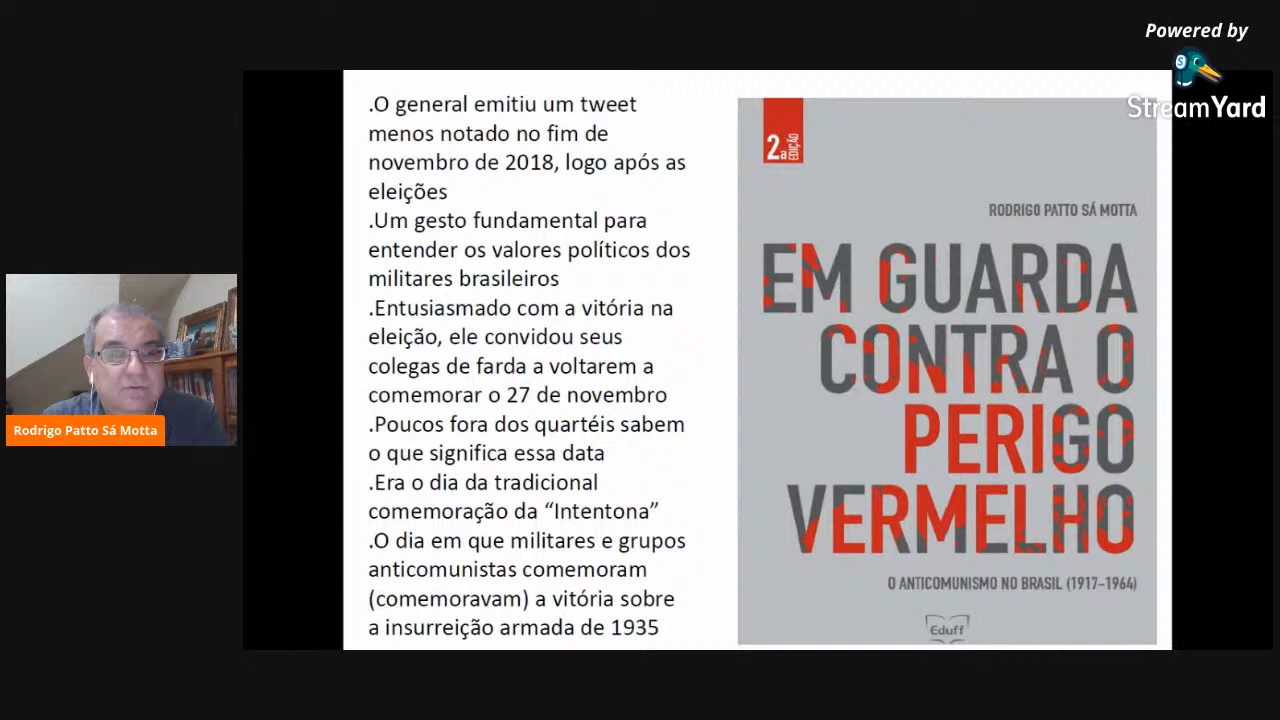 Powered by
StreamYard
.O general emitiu um tweet
menos notado no fim de
novembro de 2018, logo após as
eleições
.Um gesto fundamental para
entender os valores políticos dos
militares brasileiros
.Entusiasmado com a vitória na
eleição, ele convidou seus
colegas de farda a voltarem a
comemorar o 27 de novembro
.Poucos fora dos quartéis sabem
o que significa essa data
.Era o dia da tradicional
comemoração da “Intentona”
.O dia em que militares e grupos
anticomunistas comemoram
(comemoravam) a vitória sobre
a insurreição armada de 1935
2ª EDIÇÃO
RODRIGO PATTO SÁ MOTTA
EM GUARDA
CONTRA O
PERIGO
VERMELHO
O ANTICOMUNISMO NO BRASIL (1917-1964)
Eduff
Rodrigo Patto Sá Motta